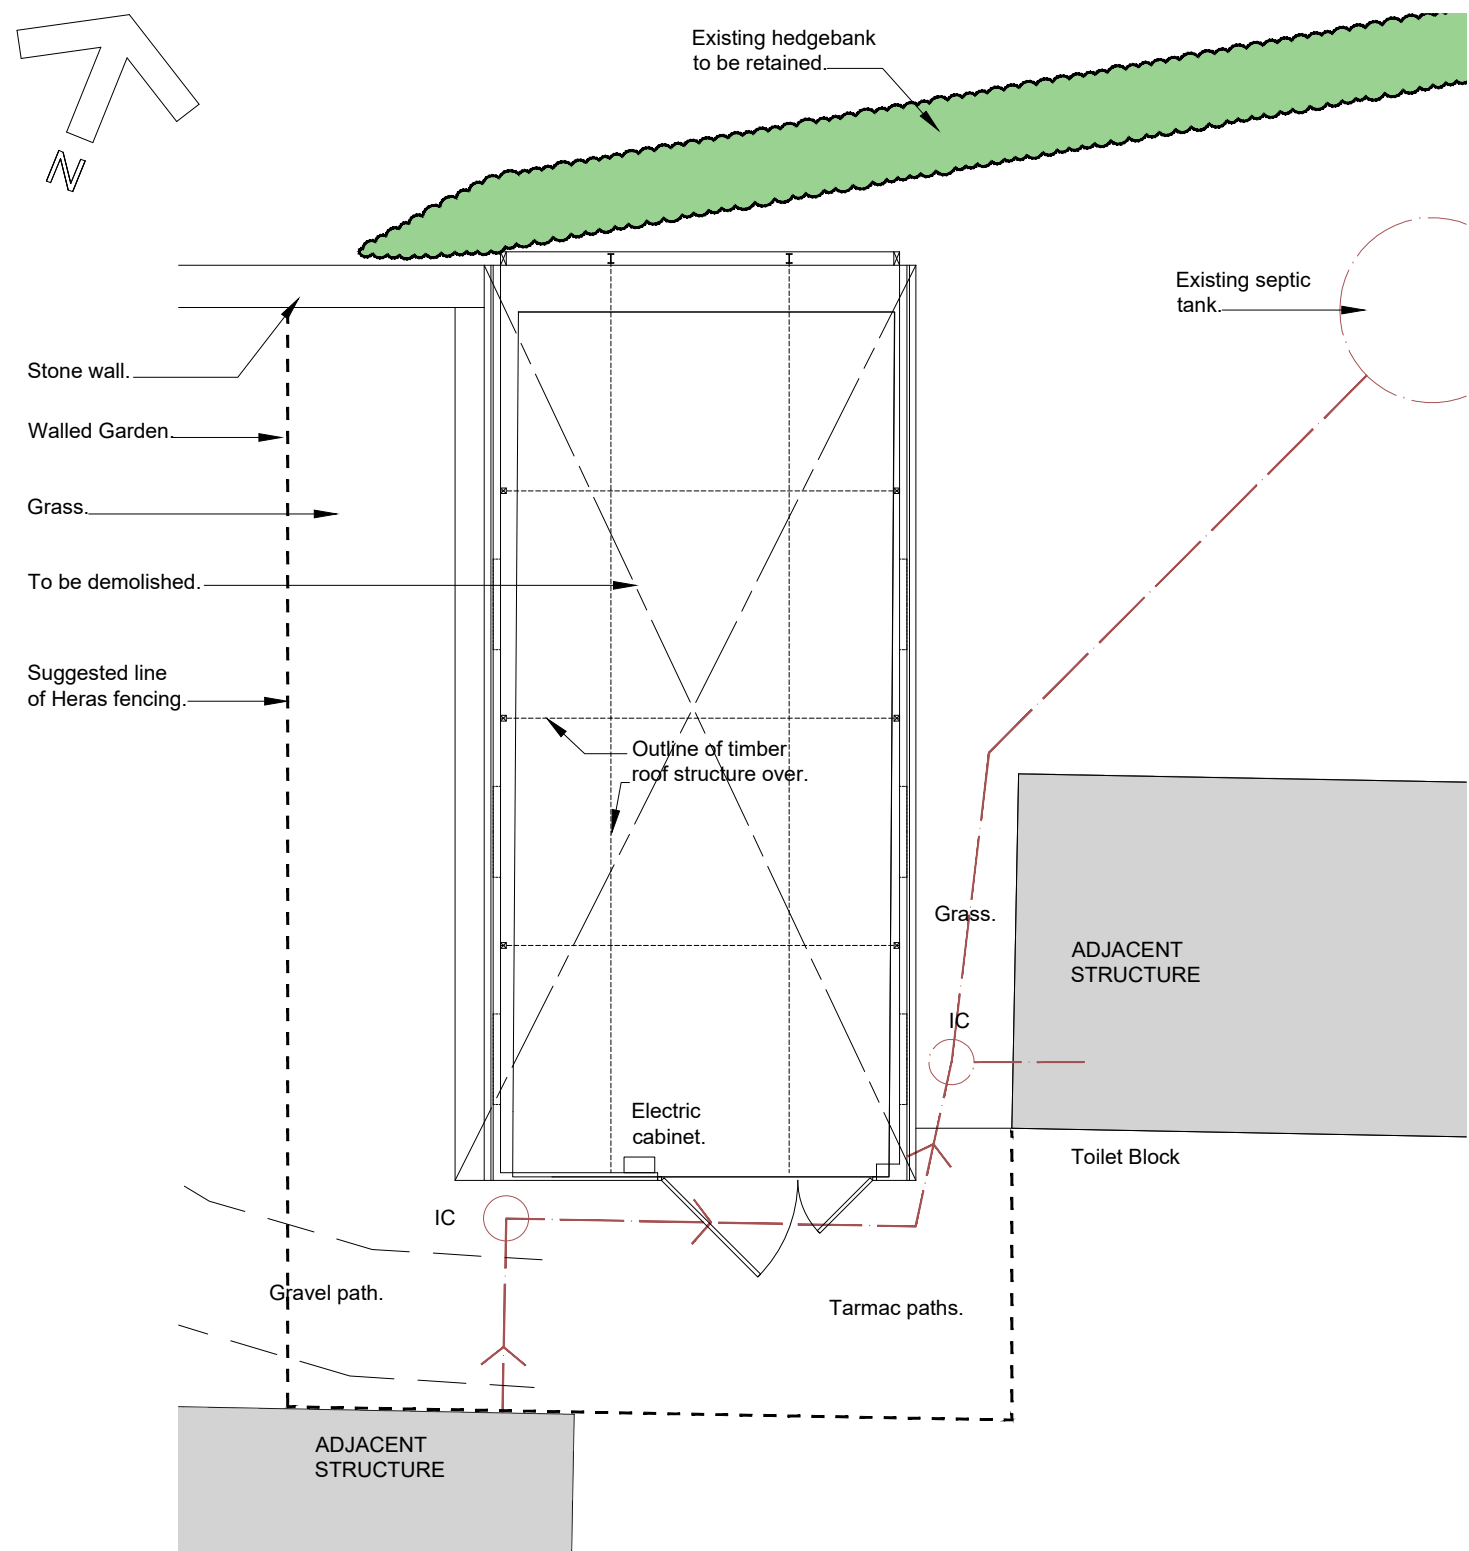 N
Existing hedgebank
to be retained.
Existing septic
tank.
Stone wall.
Walled Garden.
Grass.
To be demolished.
Suggested line
of Heras fencing.
Outline of timber
roof structure over.
Grass.
ADJACENT
STRUCTURE
IC
Electric
cabinet.
Toilet Block
IC
Gravel path.
Tarmac paths.
ADJACENT
STRUCTURE